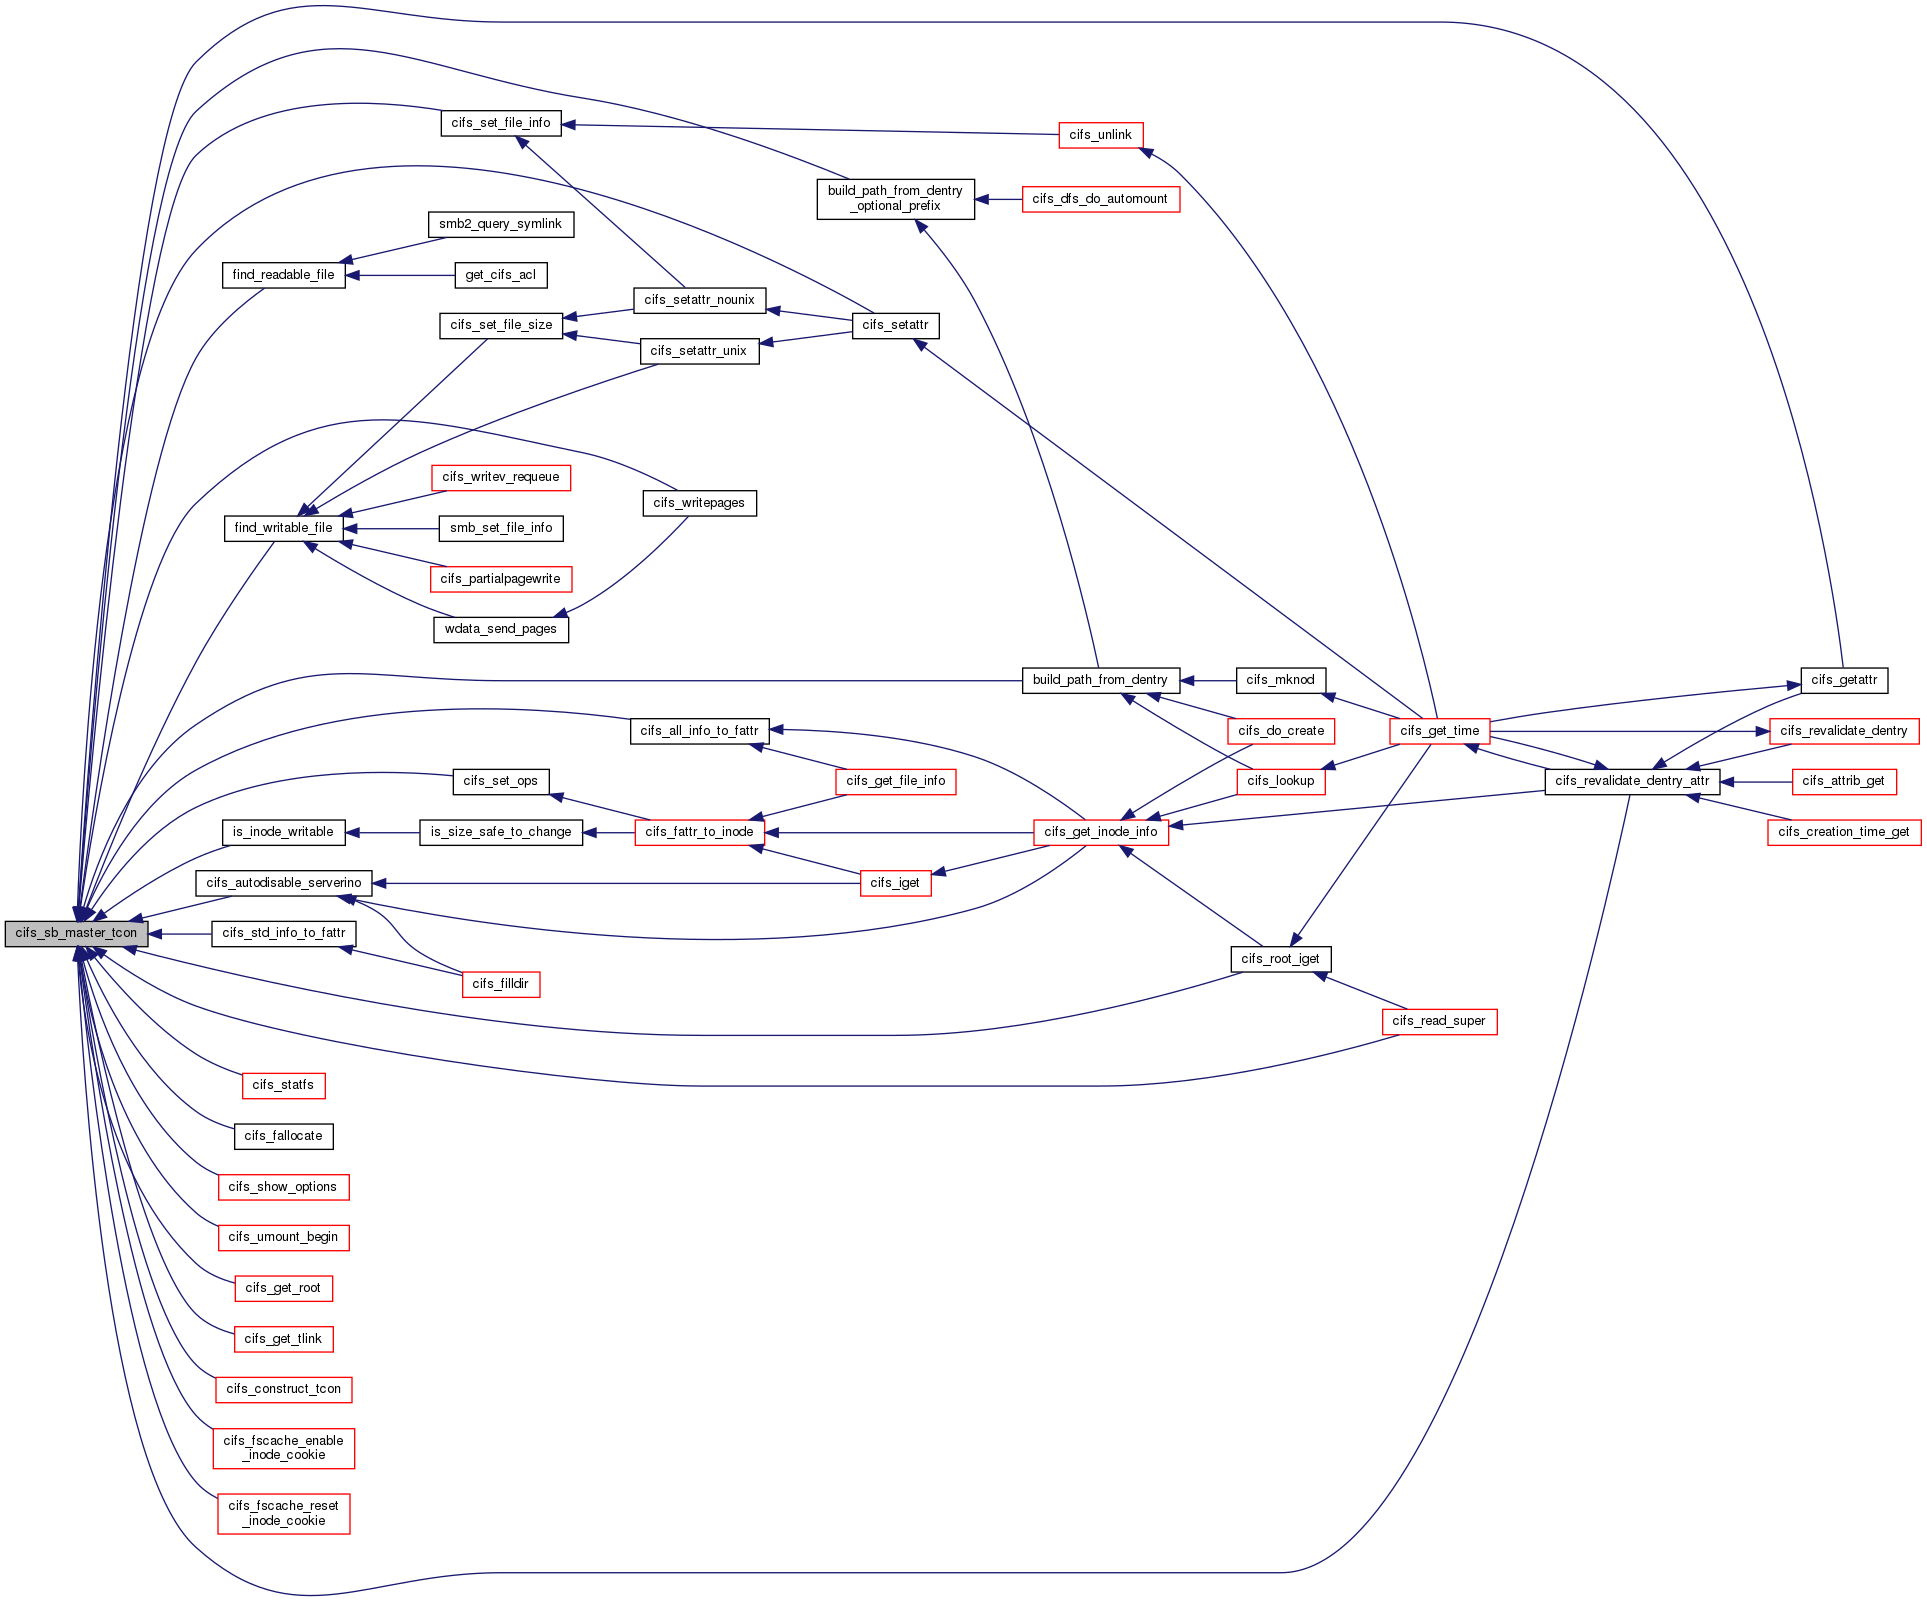 cifs_set_file_info
cifs_unlink
build_path_from_dentry
_optional_prefix
cifs_dfs_do_automount
smb2_query_symlink
find_readable_file
get_cifs_acl
cifs_setattr_nounix
cifs_set_file_size
cifs_setattr
cifs_setattr_unix
cifs_writev_requeue
cifs_writepages
find_writable_file
smb_set_file_info
cifs_partialpagewrite
wdata_send_pages
build_path_from_dentry
cifs_mknod
cifs_getattr
cifs_all_info_to_fattr
cifs_do_create
cifs_get_time
cifs_revalidate_dentry
cifs_set_ops
cifs_get_file_info
cifs_lookup
cifs_revalidate_dentry_attr
cifs_attrib_get
is_inode_writable
is_size_safe_to_change
cifs_fattr_to_inode
cifs_get_inode_info
cifs_creation_time_get
cifs_autodisable_serverino
cifs_iget
cifs_sb_master_tcon
cifs_std_info_to_fattr
cifs_root_iget
cifs_filldir
cifs_read_super
cifs_statfs
cifs_fallocate
cifs_show_options
cifs_umount_begin
cifs_get_root
cifs_get_tlink
cifs_construct_tcon
cifs_fscache_enable
_inode_cookie
cifs_fscache_reset
_inode_cookie